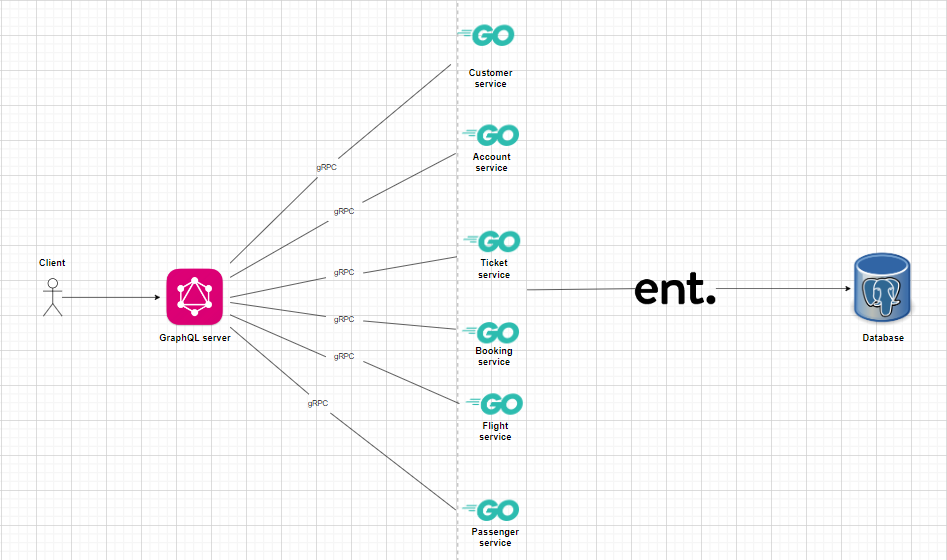 GO
Customer
service
gRPC
GO
Account
service
gRPC
GO
Ticket
service
gRPC
Client
GraphQL server
ent.
Database
gRPC
GO
Booking
service
gRPC
GO
Flight
service
gRPC
GO
Passenger
service